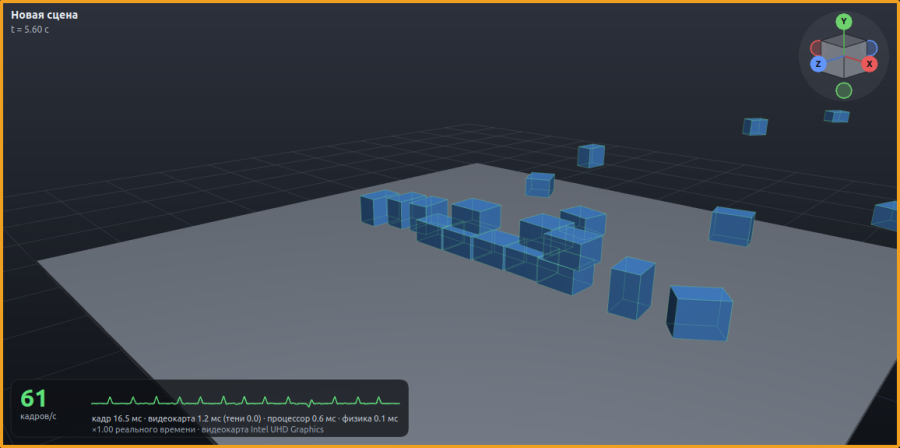 Новая сцена
t = 5.60 с
Y
Z
X
61
кадров/с
кадр 16.5 мс · видеокарта 1.2 мс (тени 0.0) · процессор 0.6 мс · физика 0.1 мс
×1.00 реального времени · видеокарта Intel UHD Graphics